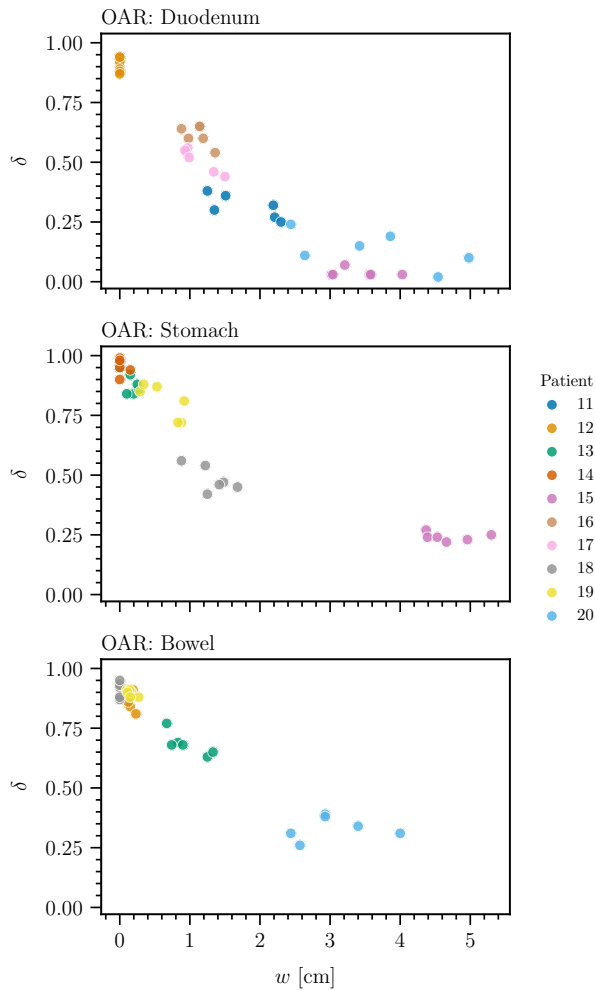 OAR: Duodenum
1.00
0.75
0.50
0.25
0.00
δ
OAR: Stomach
1.00
0.75
0.50
0.25
0.00
δ
Patient
11
12
13
14
15
16
17
18
19
20
OAR: Bowel
1.00
0.75
0.50
0.25
0.00
δ
0 1 2 3 4 5
w [cm]